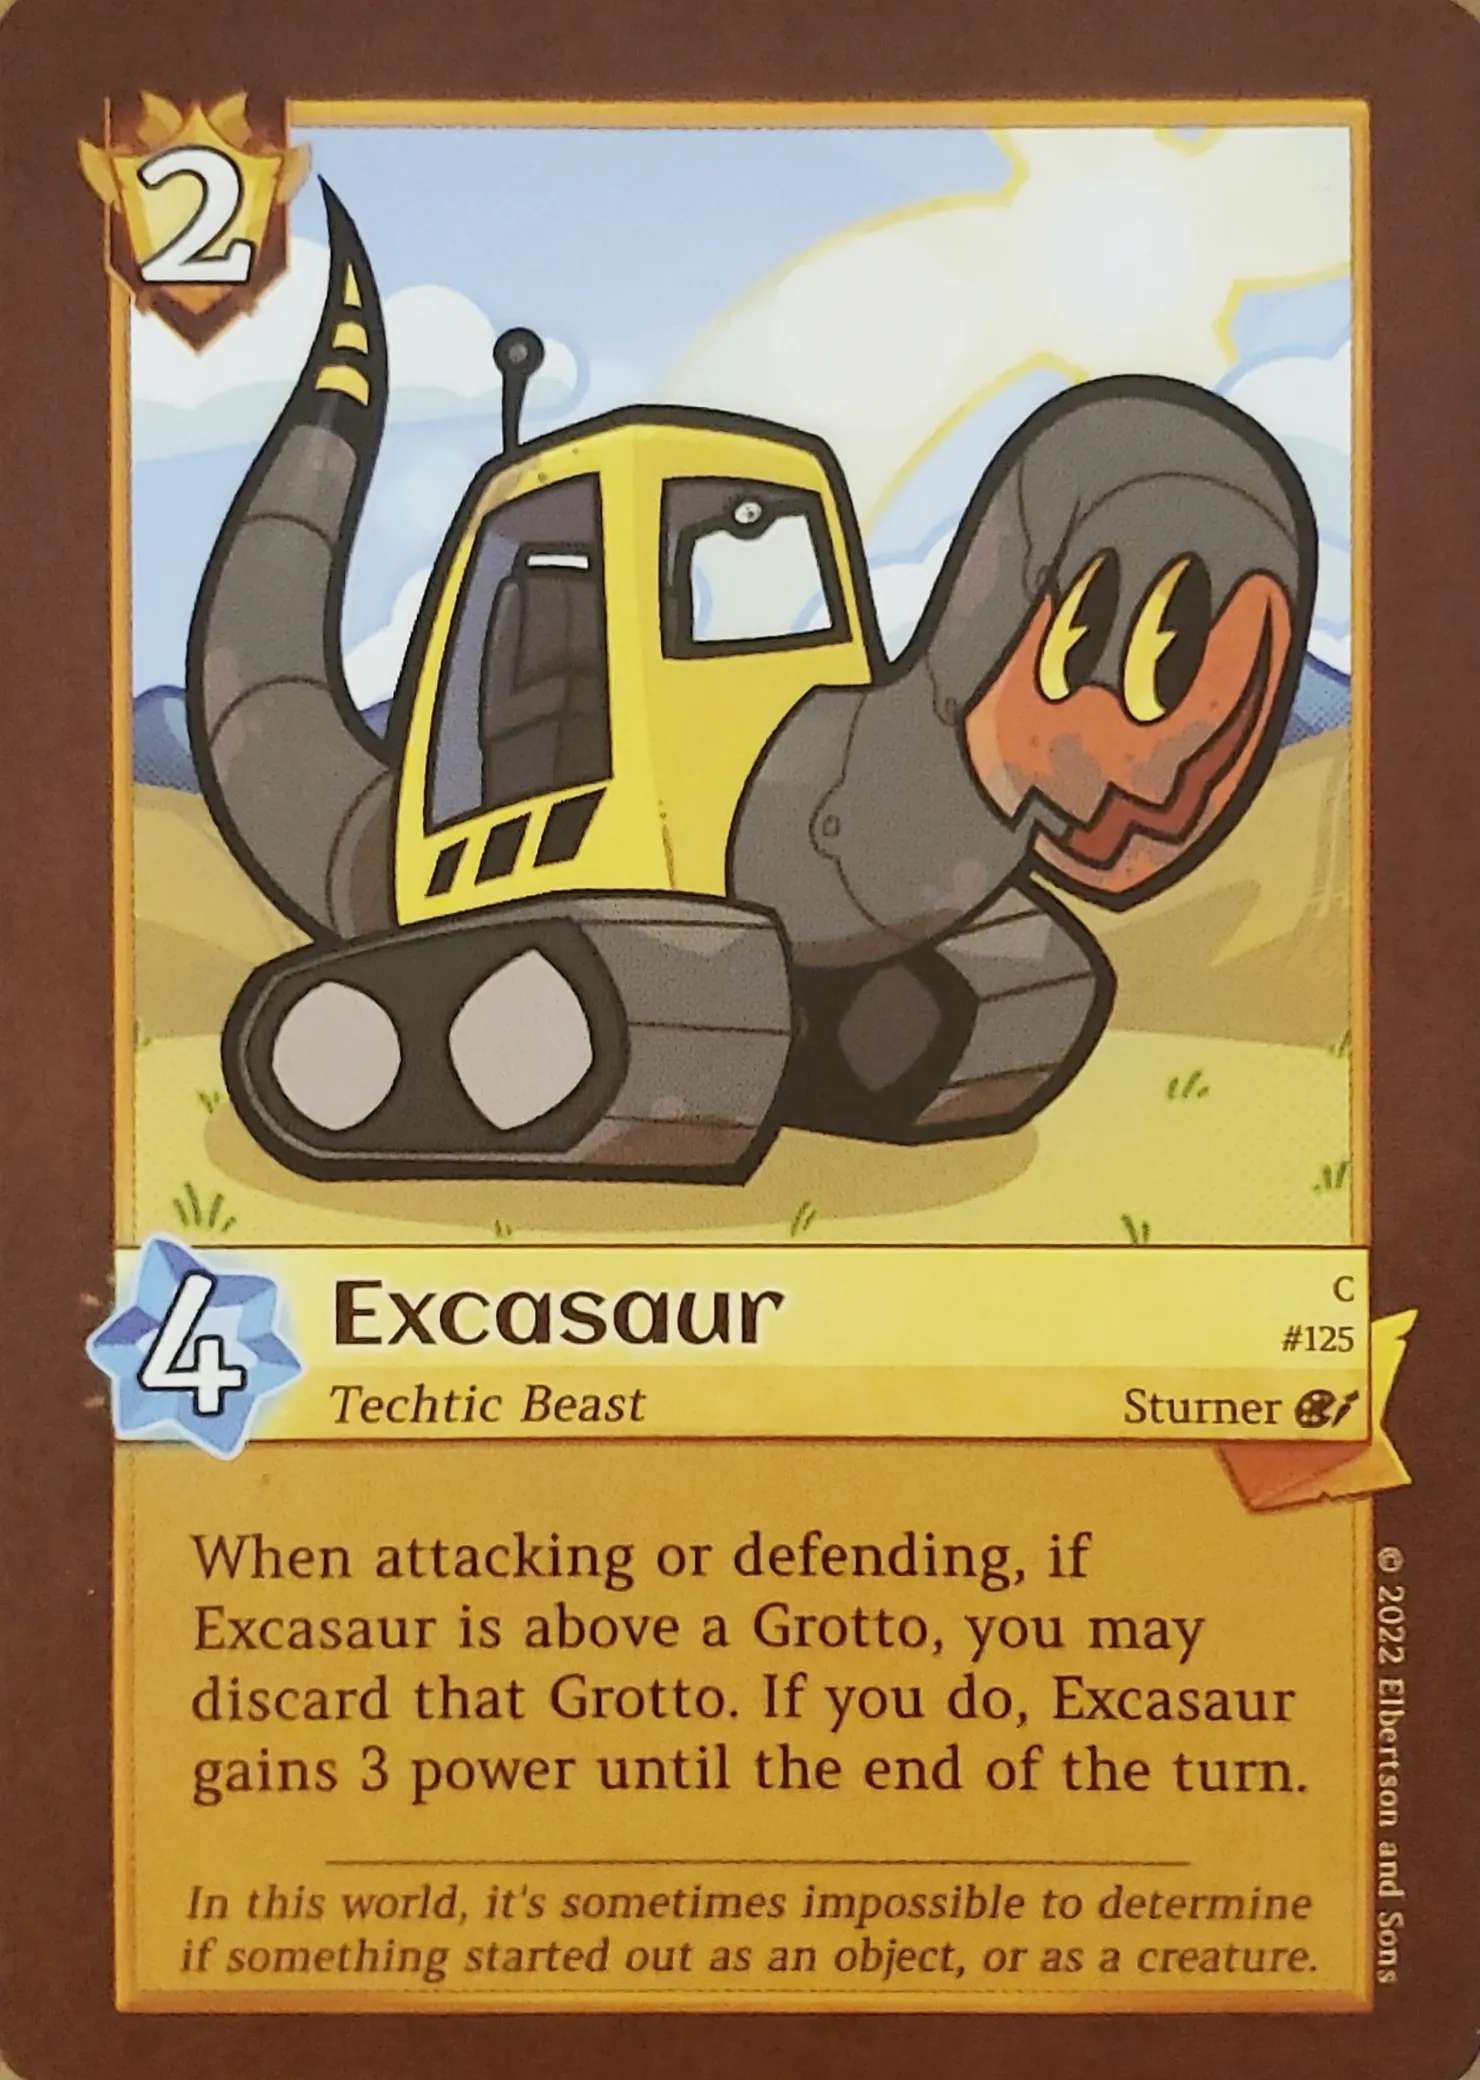 2
4
Excasaur
C
#125
Techtic Beast
Sturner
When attacking or defending, if
Excasaur is above a Grotto, you may
discard that Grotto. If you do, Excasaur
gains 3 power until the end of the turn.
In this world, it's sometimes impossible to determine
if something started out as an object, or as a creature.
© 2022 Elbertson and Sons